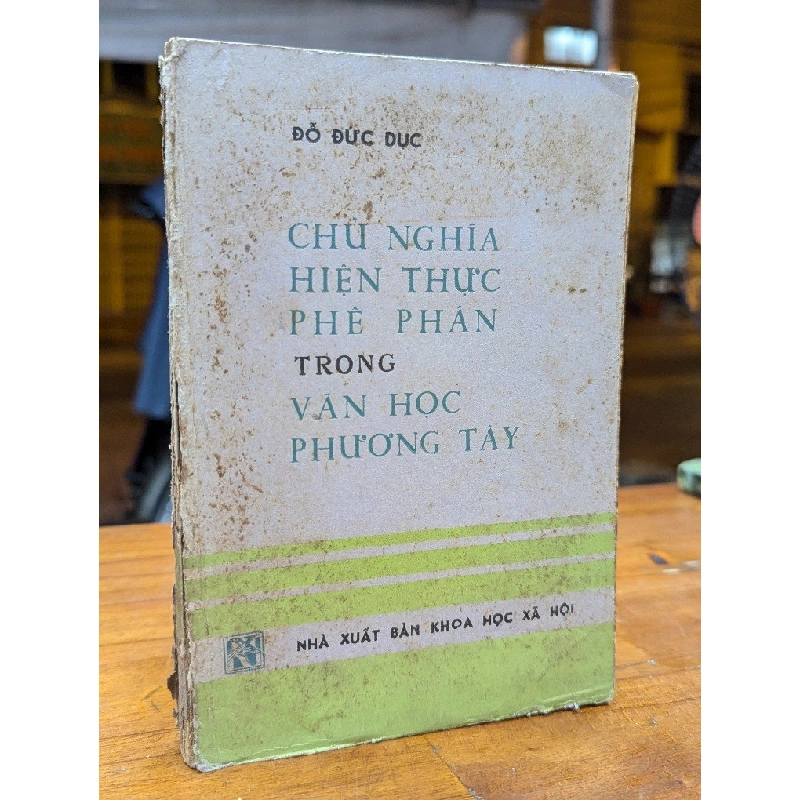 ĐỖ ĐỨC DỤC
CHỦ NGHĨA
HIỆN THỰC
PHÊ PHÁN
TRONG
VĂN HỌC
PHƯƠNG TÂY
NHÀ XUẤT BẢN KHOA HỌC XÃ HỘI